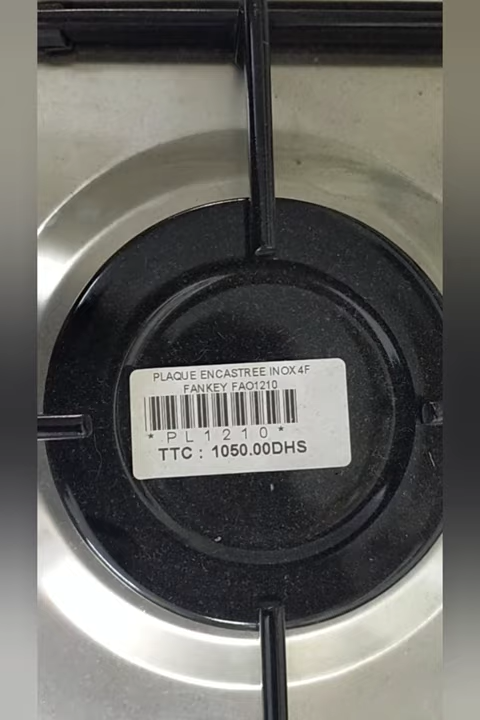 PLAQUE ENCASTREE INOX 4F
FANKEY FAO1210
* PL1210 *
TTC : 1050.00DHS